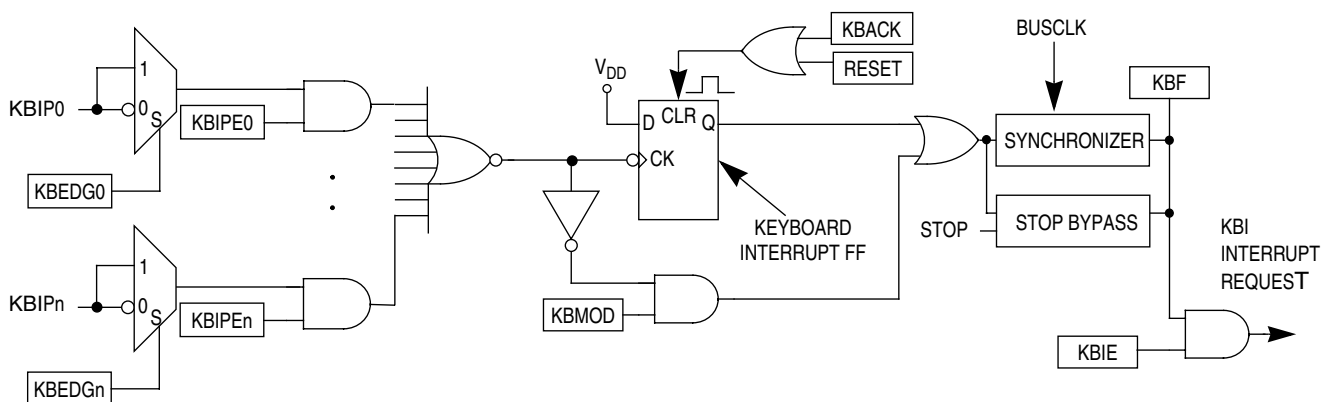 KBACK
RESET
BUSCLK
VDD
KBF
1
KBIP0
0
S
KBIPE0
D
CLR
Q
CK
SYNCHRONIZER
KBEDG0
KEYBOARD
INTERRUPT FF
STOP
STOP BYPASS
KBI
INTERRUPT
REQUEST
1
KBIPn
0
S
KBIPEn
KBMOD
KBIE
KBEDGn